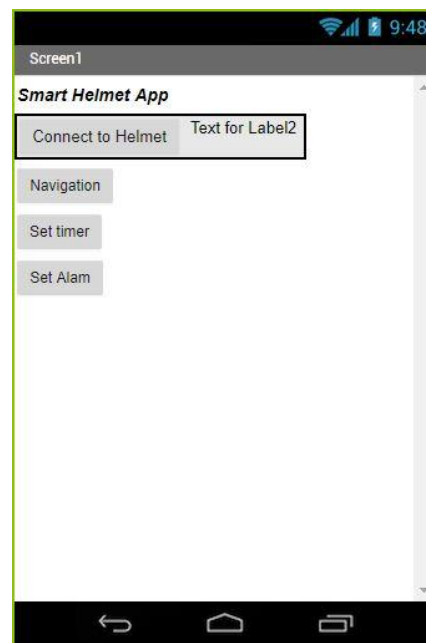 9:48
Screen1
Smart Helmet App
Connect to Helmet Text for Label2
Navigation
Set timer
Set Alam